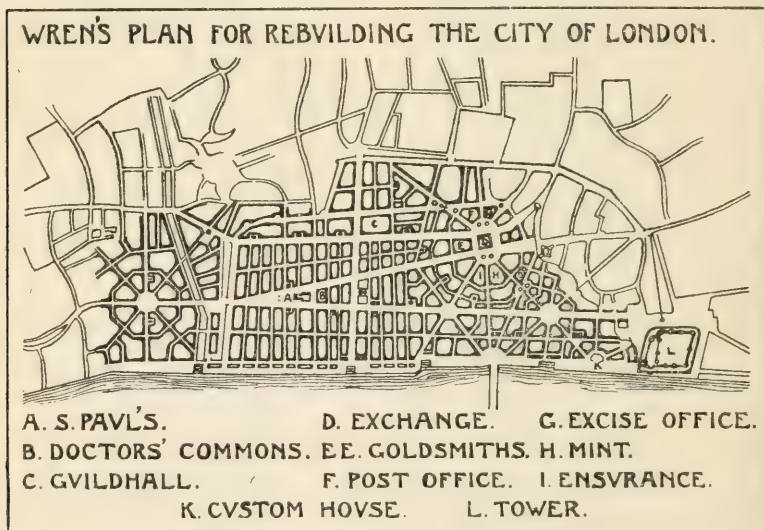 WREN'S PLAN FOR REBVILDING THE CITY OF LONDON.
C
F
G
E
D
E
I
H
A
B
K
L
A. S. PAVL'S. D. EXCHANGE. G. EXCISE OFFICE.
B. DOCTORS' COMMONS. EE. GOLDSMITHS. H. MINT.
C. GVILDHALL. F. POST OFFICE. I. ENSVRANCE.
K. CVSTOM HOVSE. L. TOWER.